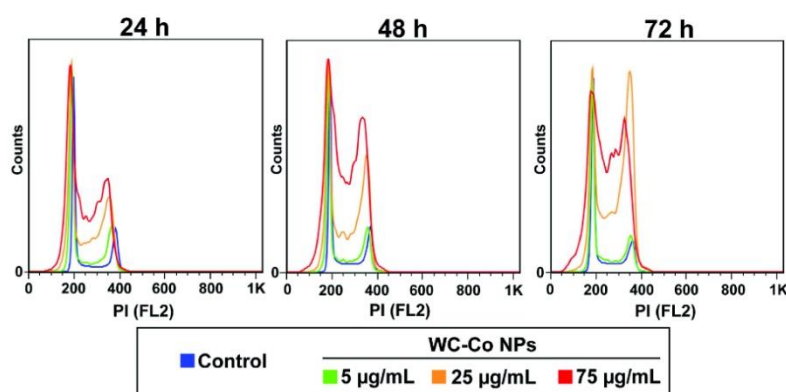 24 h 48 h 72 h
Counts Counts Counts
0 0 0
0 200 400 600 800 1K 0 200 400 600 800 1K 0 200 400 600 800 1K
PI (FL2) PI (FL2) PI (FL2)
WC-Co NPs
Control 5 µg/mL 25 µg/mL 75 µg/mL